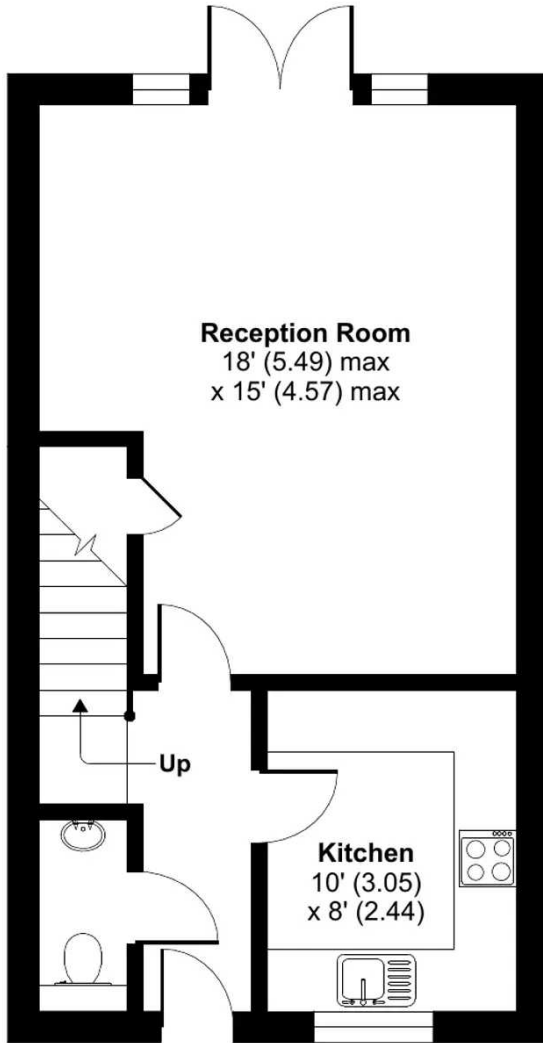 Reception Room
18' (5.49) max
x 15' (4.57) max
Up
Kitchen
10' (3.05)
x 8' (2.44)